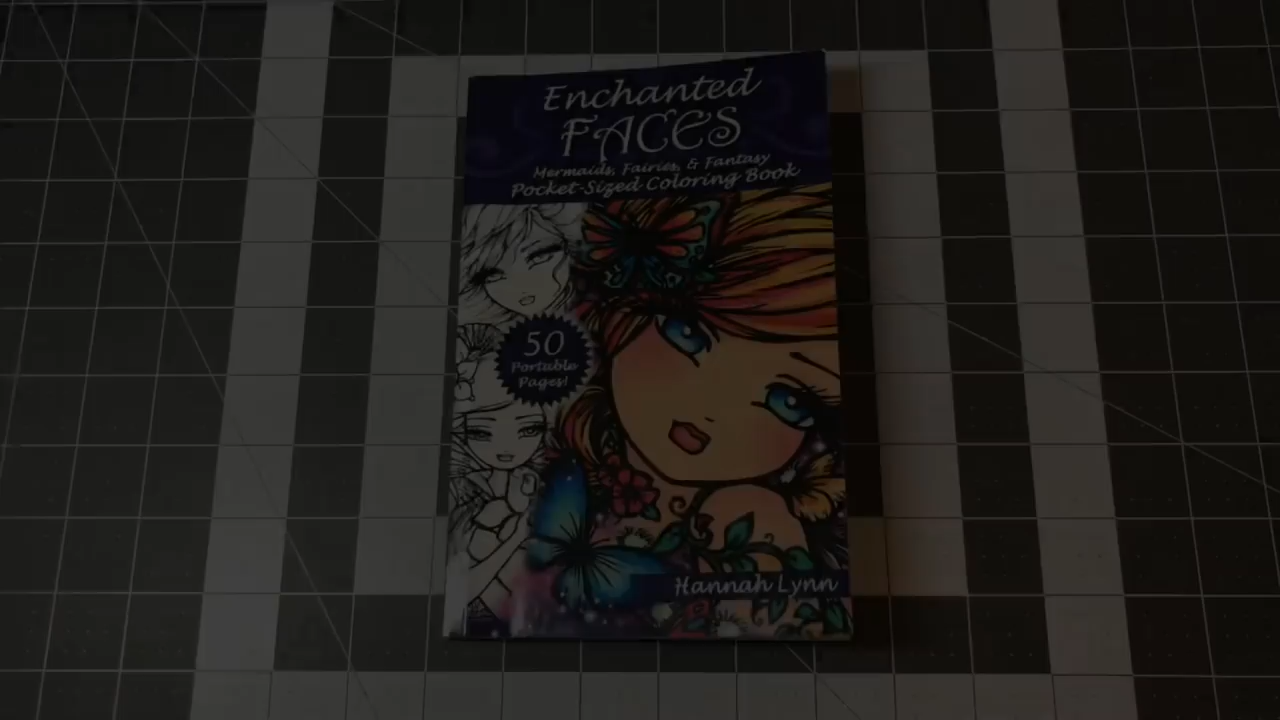 Enchanted
FACES
Mermaids, Fairies, & Fantasy
Pocket-Sized Coloring Book
50
Portable
Pages!
Hannah Lynn